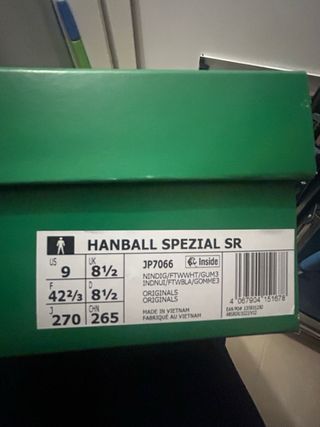 HANBALL SPEZIAL SR
US 9 UK 8½
F 42⅔ D 8½
J 270 CHN 265
JP7066 Inside
NINDIG/FTWWHT/GUM3
INDNUI/FTWBLA/GOMME3
ORIGINALS
ORIGINALS
MADE IN VIETNAM
FABRIQUÉ AU VIETNAM
4 067904 151678